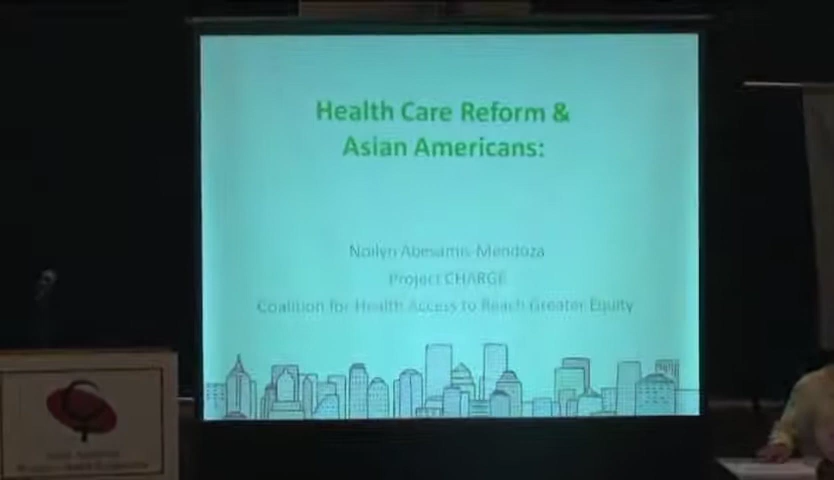 Health Care Reform &
Asian Americans:
Noilyn Abesamis-Mendoza
Project CHARGE
Coalition for Health Access to Reach Greater Equity